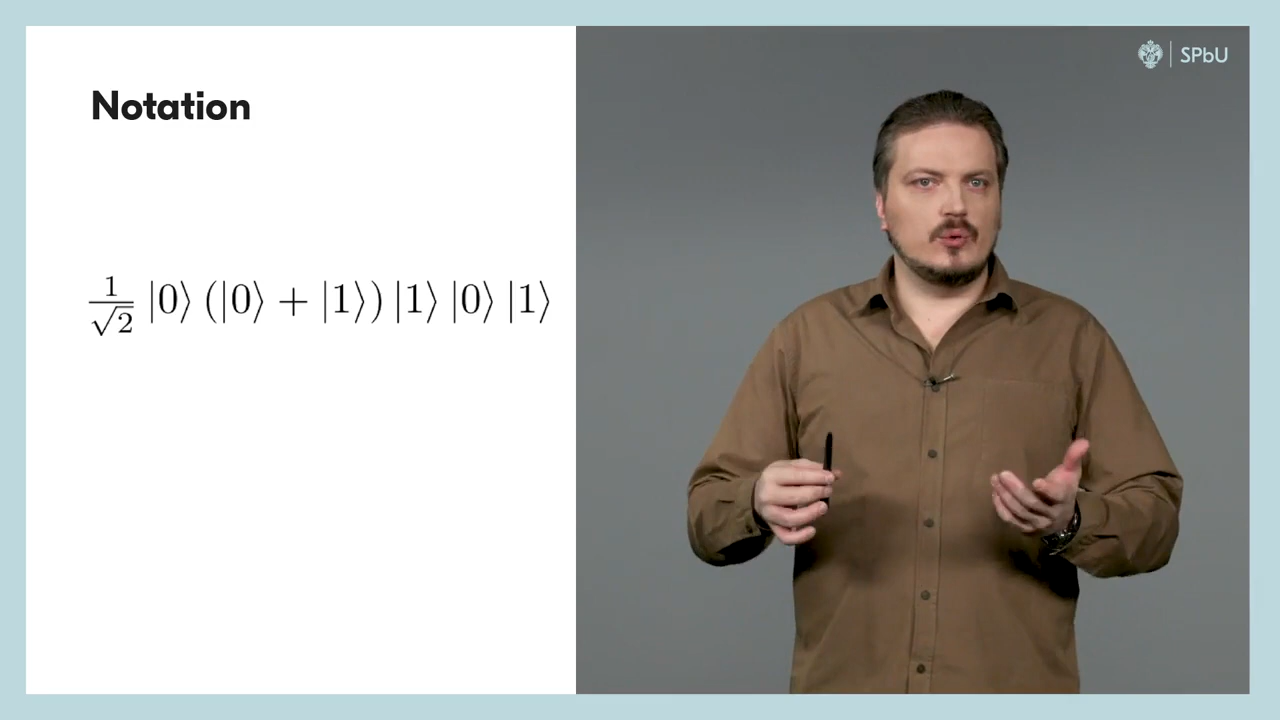 SPbU
Notation
1/√2 |0⟩ (|0⟩ + |1⟩) |1⟩ |0⟩ |1⟩